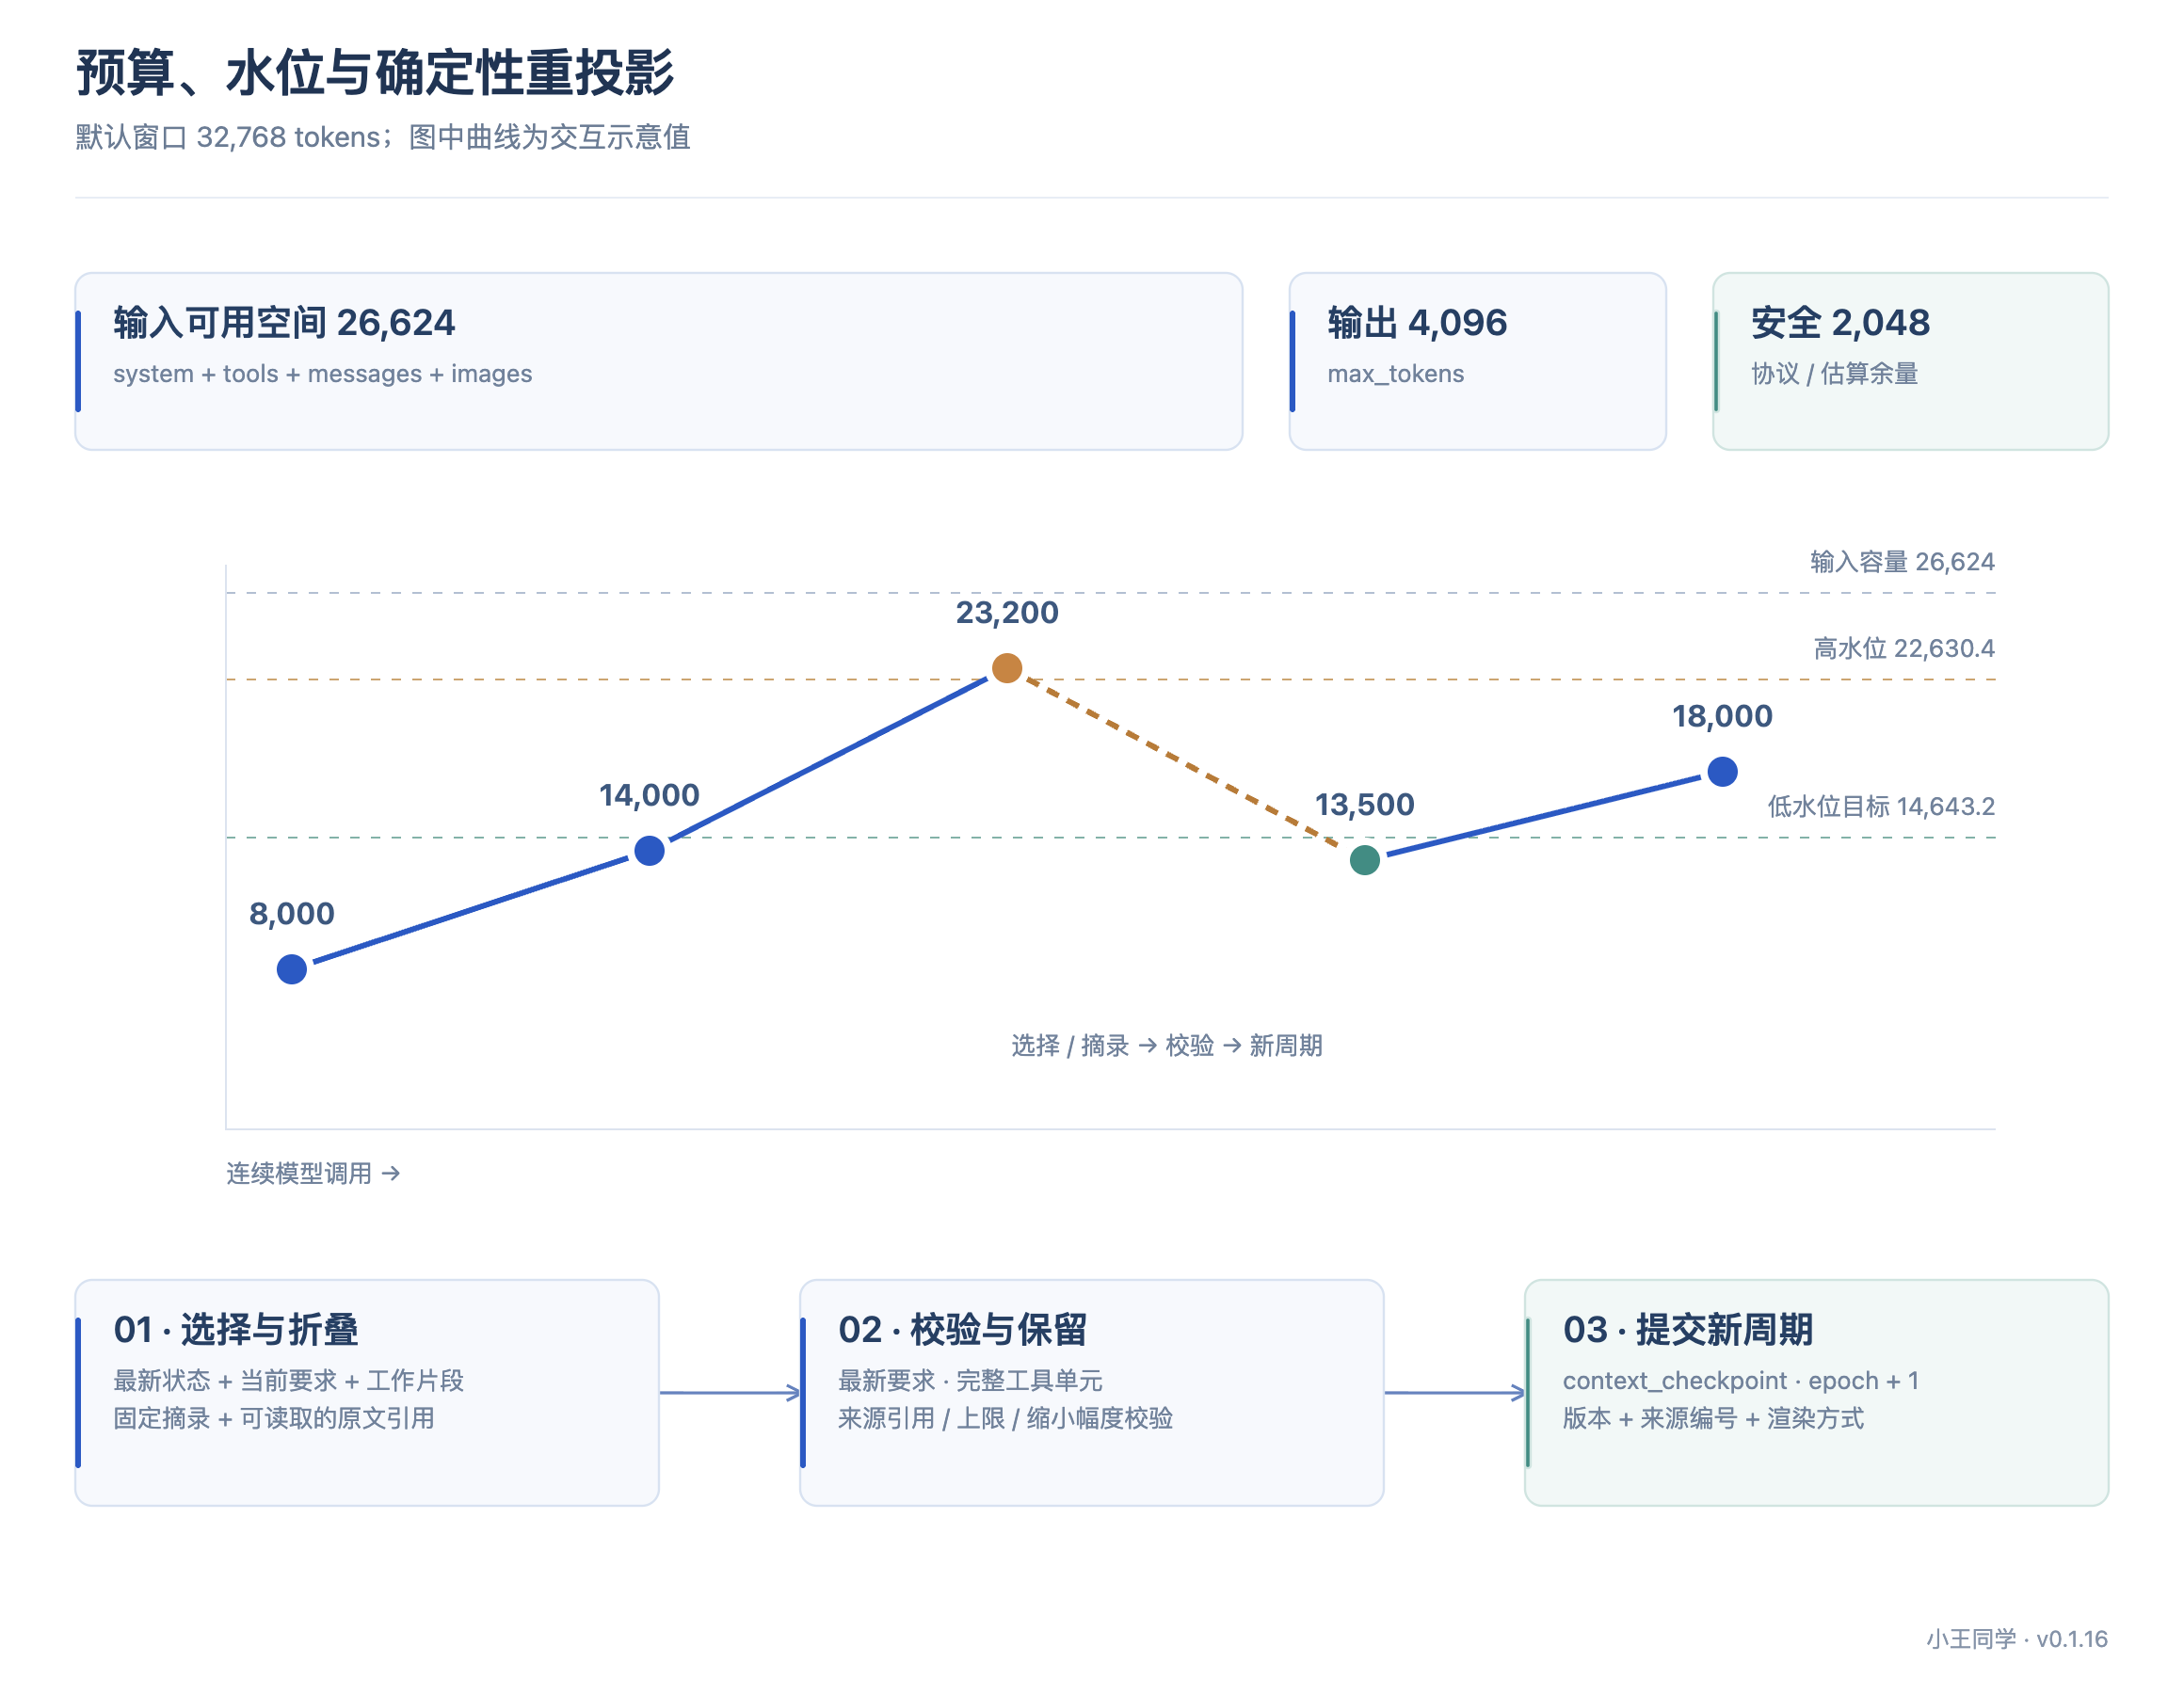 预算、水位与确定性重投影
默认窗口 32,768 tokens；图中曲线为交互示意值
输入可用空间 26,624
system + tools + messages + images
输出 4,096
max_tokens
安全 2,048
协议 / 估算余量
输入容量 26,624
23,200
高水位 22,630.4
18,000
14,000
13,500
低水位目标 14,643.2
8,000
选择 / 摘录 → 校验 → 新周期
连续模型调用 →
01 · 选择与折叠
最新状态 + 当前要求 + 工作片段
固定摘录 + 可读取的原文引用
02 · 校验与保留
最新要求 · 完整工具单元
来源引用 / 上限 / 缩小幅度校验
03 · 提交新周期
context_checkpoint · epoch + 1
版本 + 来源编号 + 渲染方式
小王同学 · v0.1.16